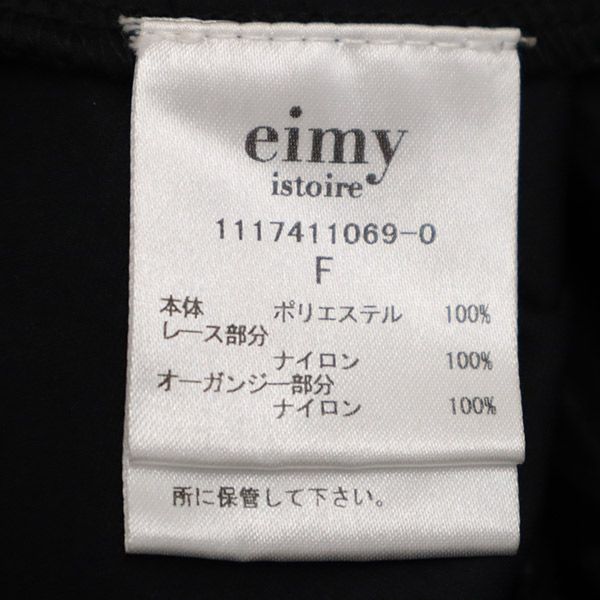 eimy
istoire
1117411069-0
F
本体 ポリエステル 100%
レース部分
ナイロン 100%
オーガンジー部分
ナイロン 100%
所に保管して下さい。